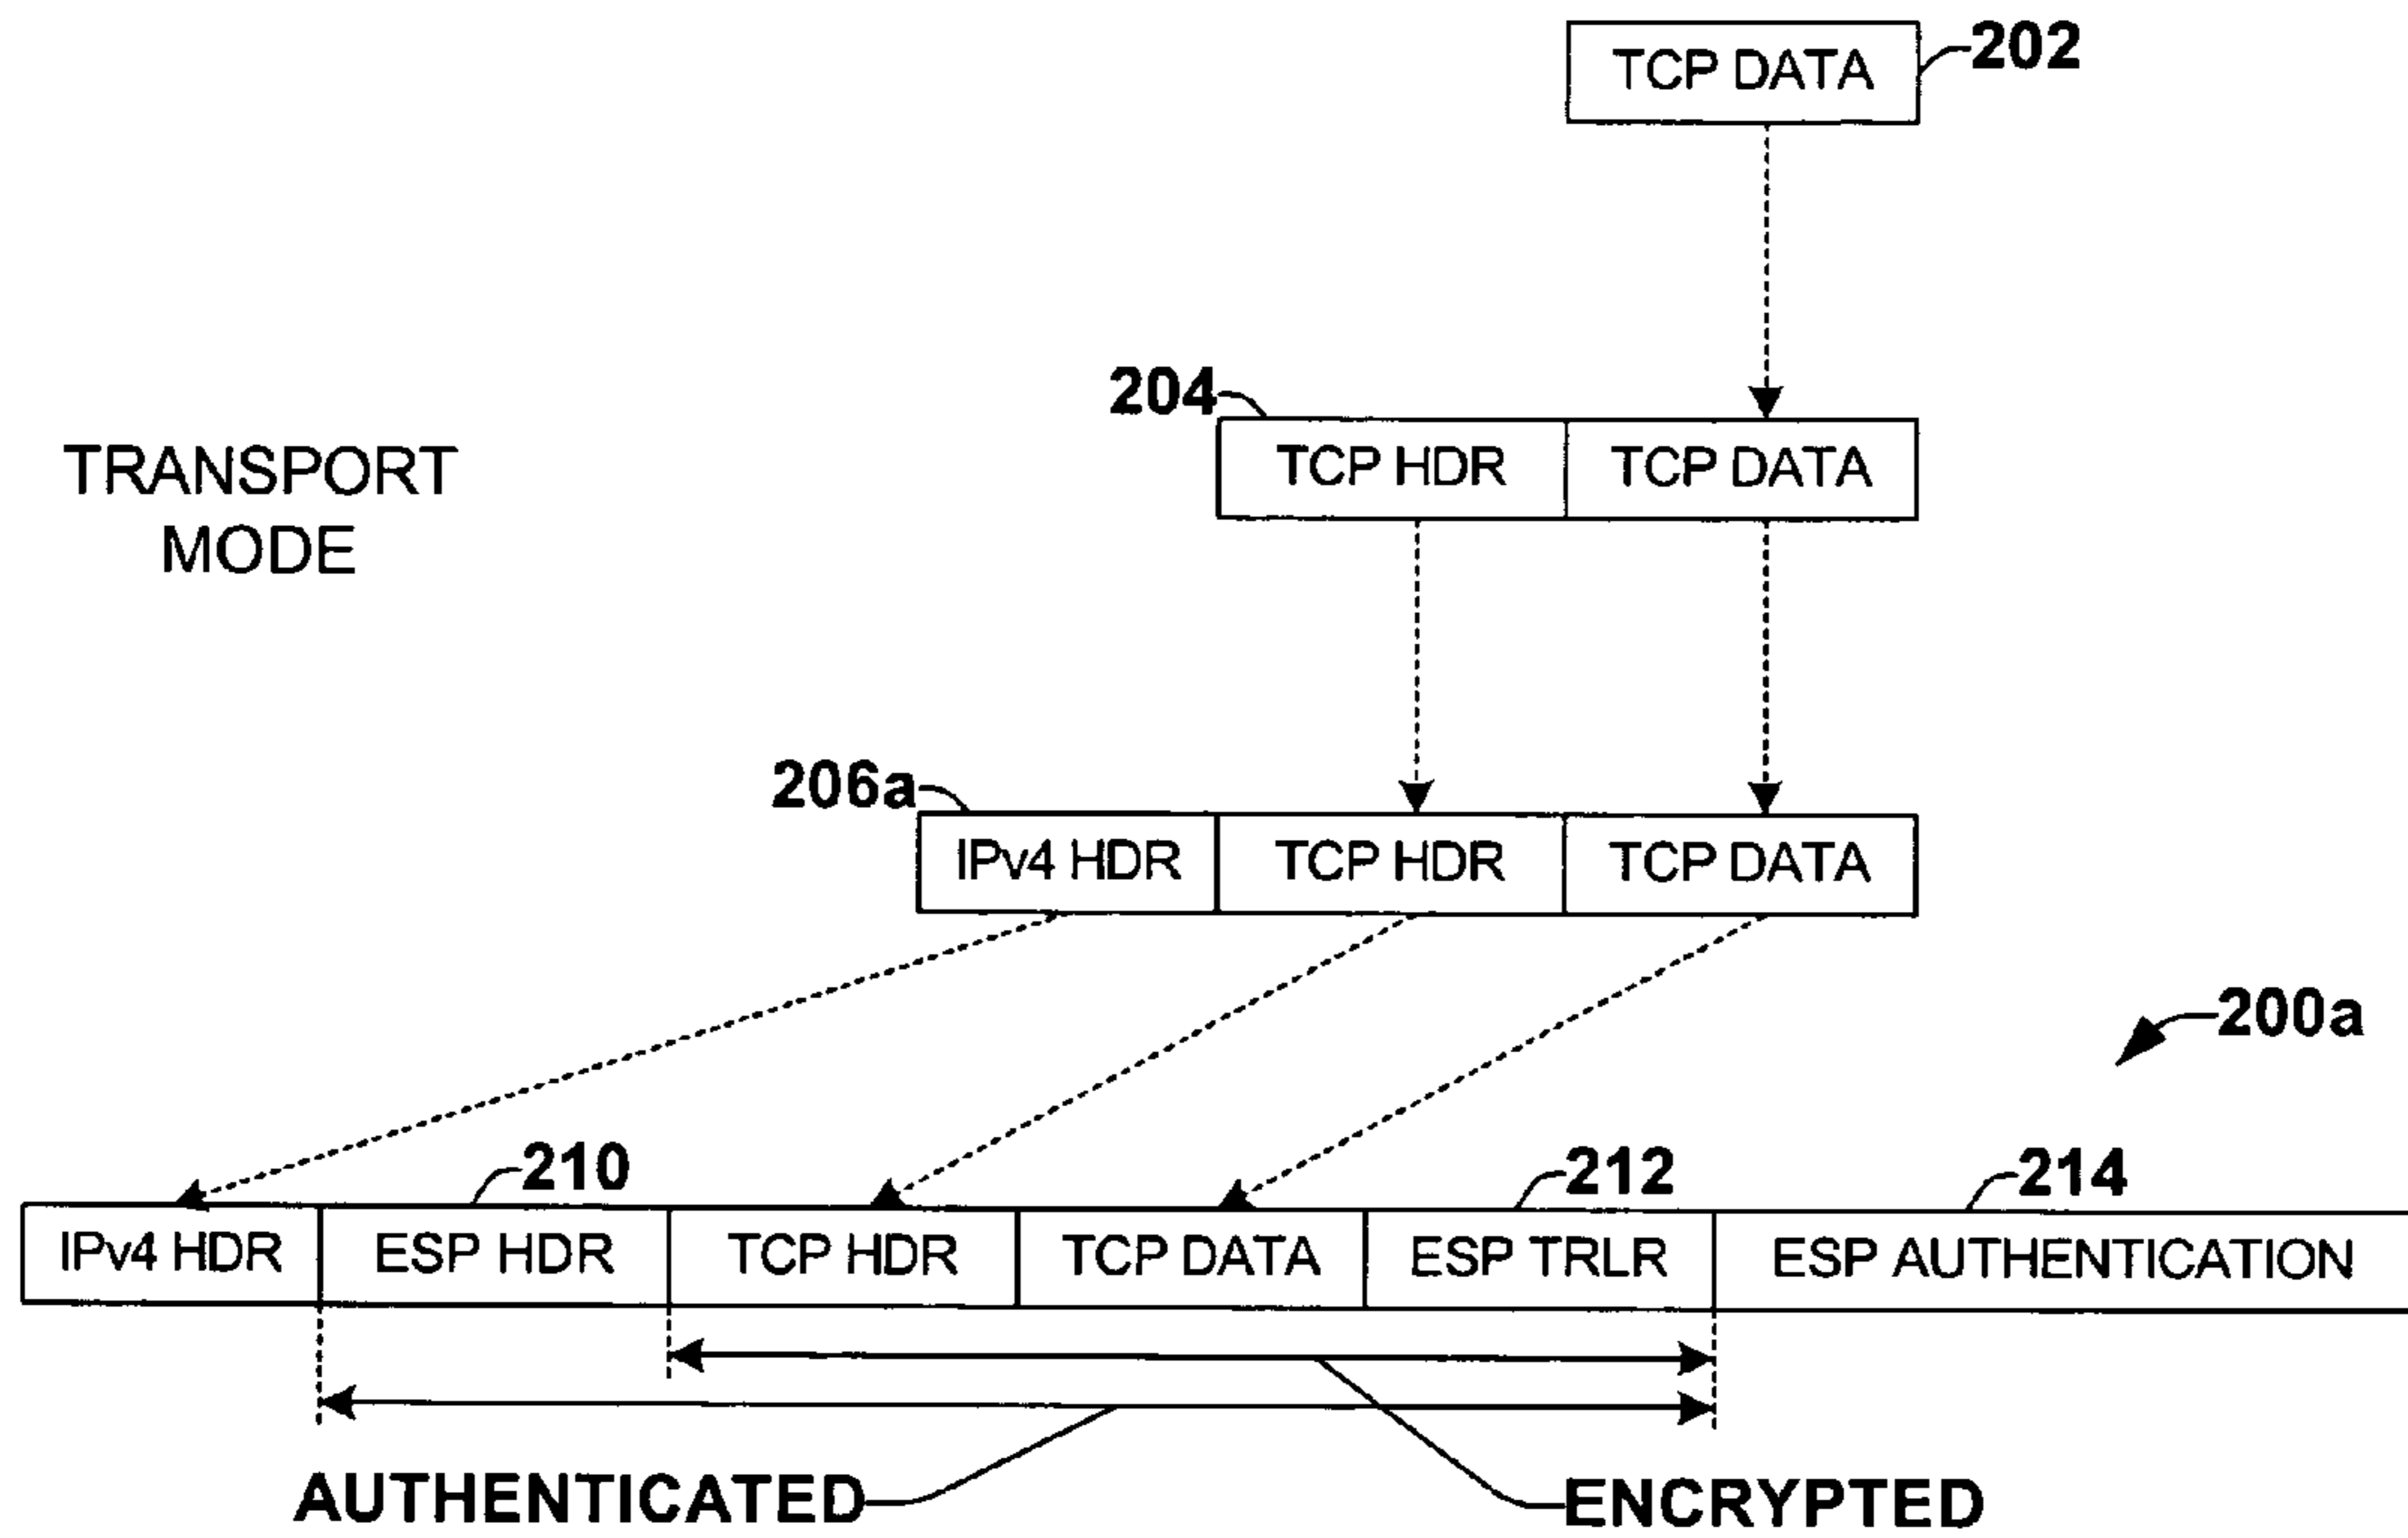 TCP DATA 202
204
TCP HDR TCP DATA
TRANSPORT
MODE
206a
IPv4 HDR TCP HDR TCP DATA
200a
210 212 214
IPv4 HDR ESP HDR TCP HDR TCP DATA ESP TRLR ESP AUTHENTICATION
AUTHENTICATED ENCRYPTED